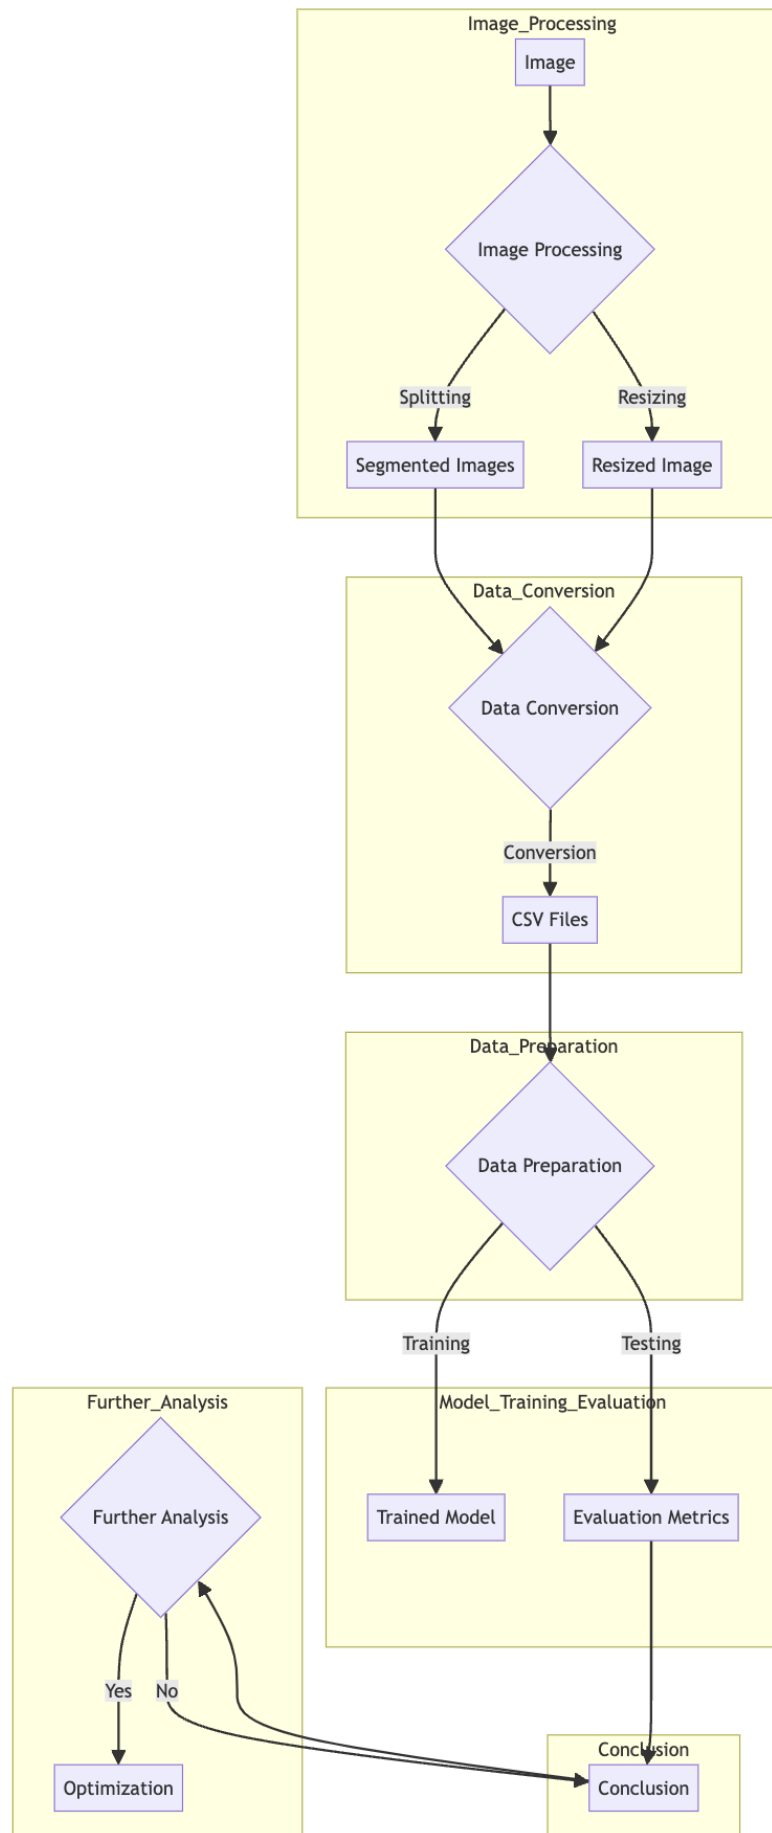 Image_Processing
Image
Image Processing
Splitting
Resizing
Segmented Images
Resized Image
Data_Conversion
Data Conversion
Conversion
CSV Files
Data_Preparation
Data Preparation
Training
Testing
Further_Analysis
Model_Training_Evaluation
Further Analysis
Trained Model
Evaluation Metrics
Yes
No
Conclusion
Optimization
Conclusion